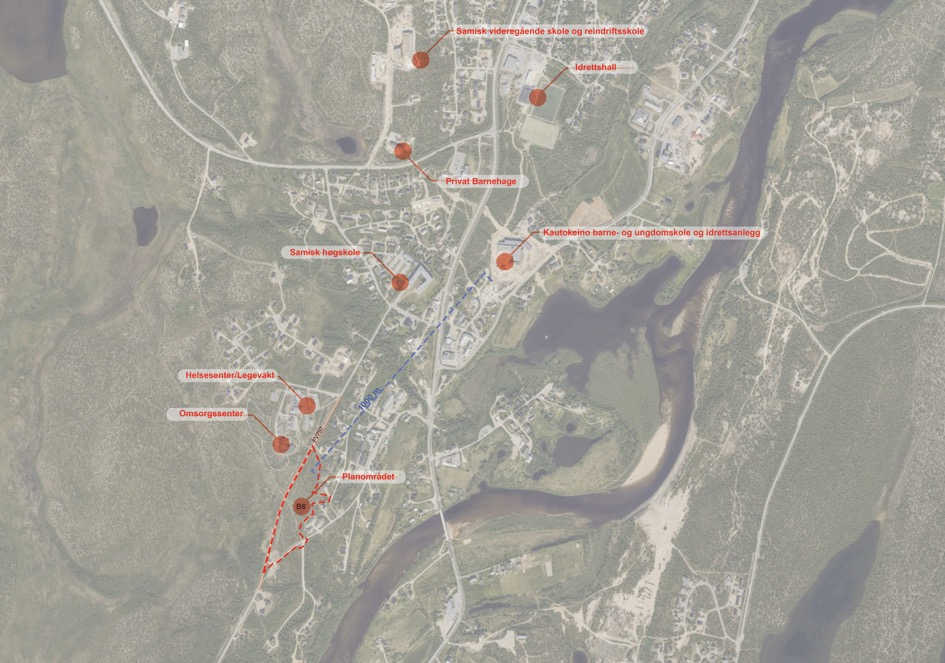 Samisk videregående skole og reindriftsskole
Idrettshall
Privat Barnehage
Kautokeino barne- og ungdomskole og idrettsanlegg
Samisk høgskole
Helsesenter/Legevakt
1000 m.
Omsorgssenter
Planområdet
B6